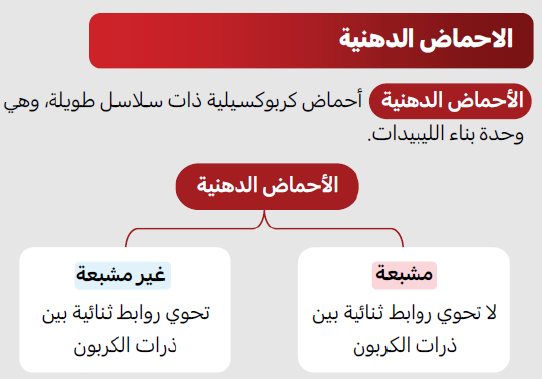 الاحماض الدهنية
الأحماض الدهنية أحماض كربوكسيلية ذات سلاسل طويلة، وهي
وحدة بناء الليبيدات.
الأحماض الدهنية
مشبعة
لا تحوي روابط ثنائية بين
ذرات الكربون
غير مشبعة
تحوي روابط ثنائية بين
ذرات الكربون